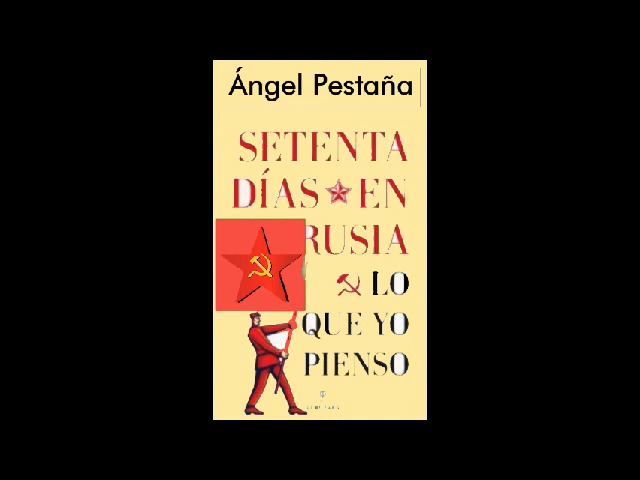 Ángel Pestaña
SETENTA
DÍAS EN
RUSIA
LO
QUE YO
PIENSO